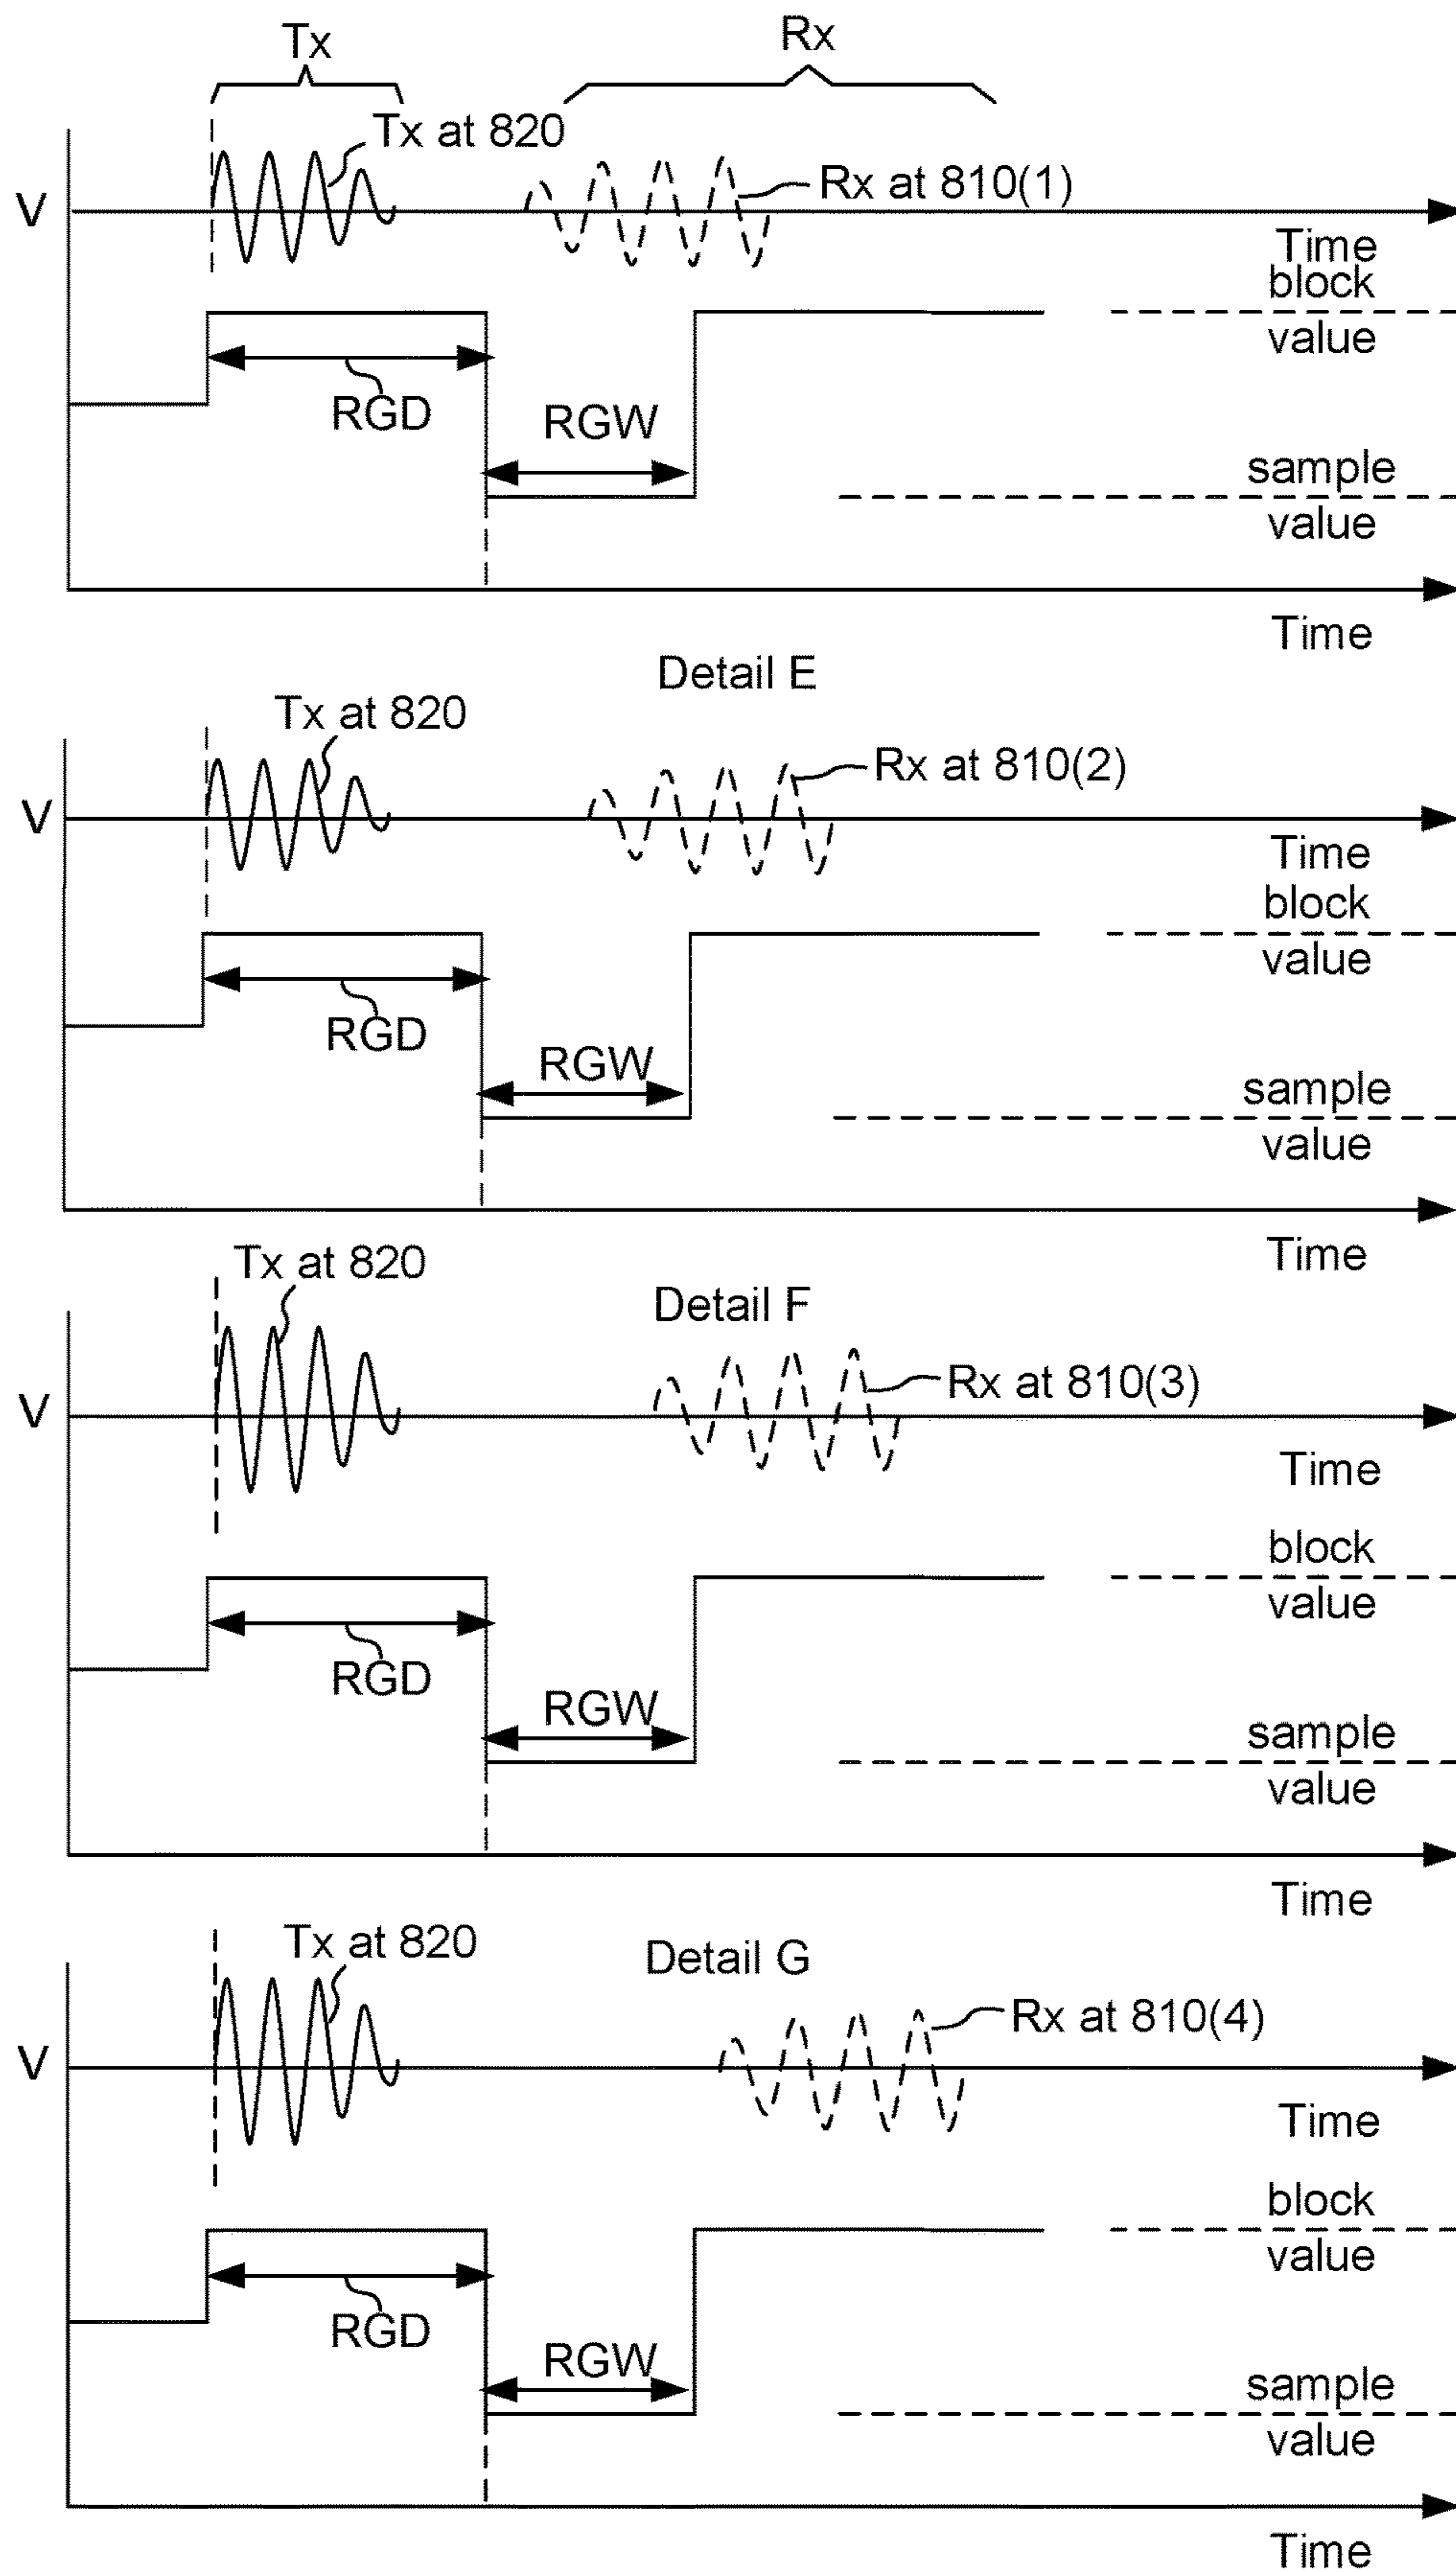 Tx
Rx
Tx at 820
Rx at 810(1)
V
Time
block
value
RGD
RGW
sample
value
Time
Detail E
Tx at 820
Rx at 810(2)
V
Time
block
value
RGD
RGW
sample
value
Time
Tx at 820
Detail F
Rx at 810(3)
V
Time
block
value
RGD
RGW
sample
value
Time
Tx at 820
Detail G
Rx at 810(4)
V
Time
block
value
RGD
RGW
sample
value
Time